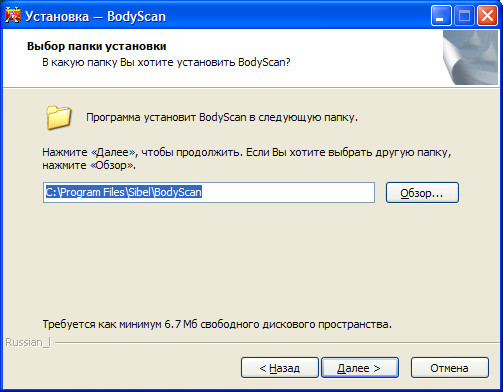 Установка — BodyScan
Выбор папки установки
В какую папку Вы хотите установить BodyScan?
Программа установит BodyScan в следующую папку.
Нажмите «Далее», чтобы продолжить. Если Вы хотите выбрать другую папку,
нажмите «Обзор».
C:\Program Files\Sibel\BodyScan
Обзор...
Требуется как минимум 6.7 Мб свободного дискового пространства.
Russian_I
< Назад
Далее >
Отмена